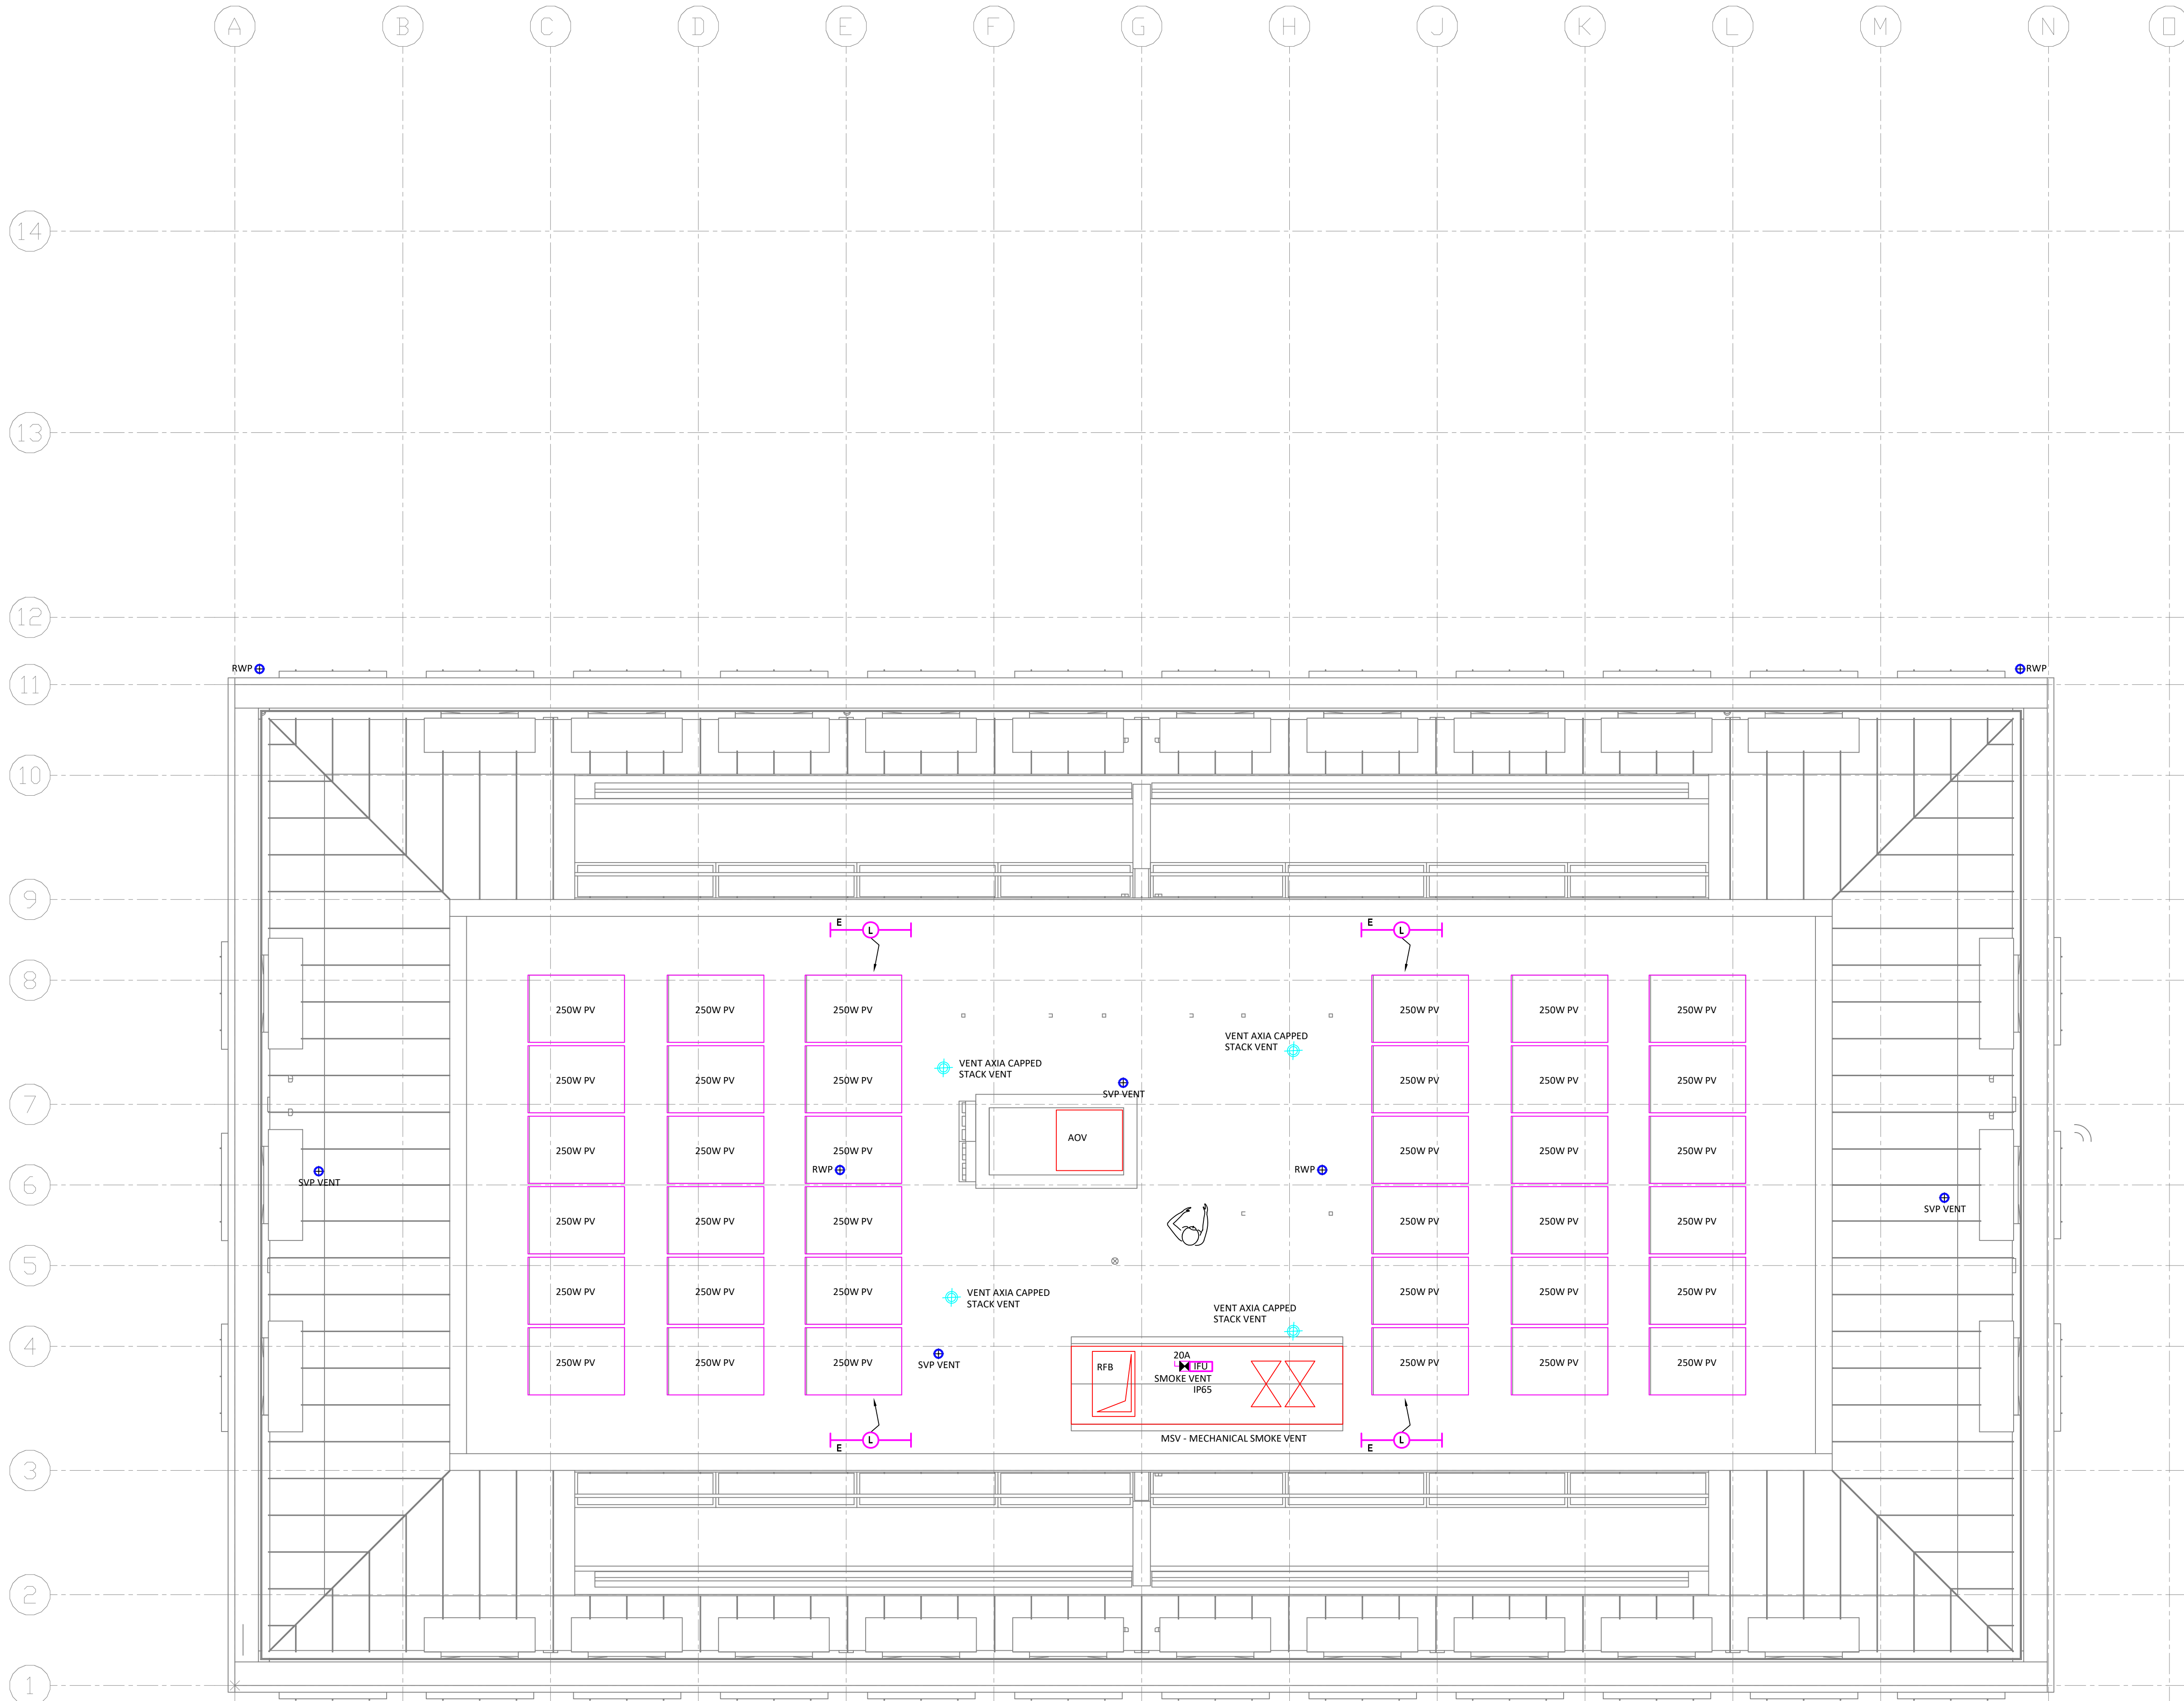 A B C D E F G H J K L M N O
14
13
12
RWP RWP
11
10
9
E E
L L
8
250W PV 250W PV 250W PV 250W PV 250W PV 250W PV
VENT AXIA CAPPED
STACK VENT
VENT AXIA CAPPED
STACK VENT
250W PV 250W PV 250W PV 250W PV 250W PV 250W PV
SVP VENT
7
AOV
250W PV 250W PV 250W PV 250W PV 250W PV 250W PV
RWP RWP
SVP VENT
6
SVP VENT
250W PV 250W PV 250W PV 250W PV 250W PV 250W PV
5
250W PV 250W PV 250W PV 250W PV 250W PV 250W PV
VENT AXIA CAPPED
STACK VENT
VENT AXIA CAPPED
STACK VENT
4
250W PV 250W PV 250W PV 250W PV 250W PV 250W PV
SVP VENT
20A
RFB
IFU
SMOKE VENT
IP65
MSV - MECHANICAL SMOKE VENT
L L
E E
3
2
1